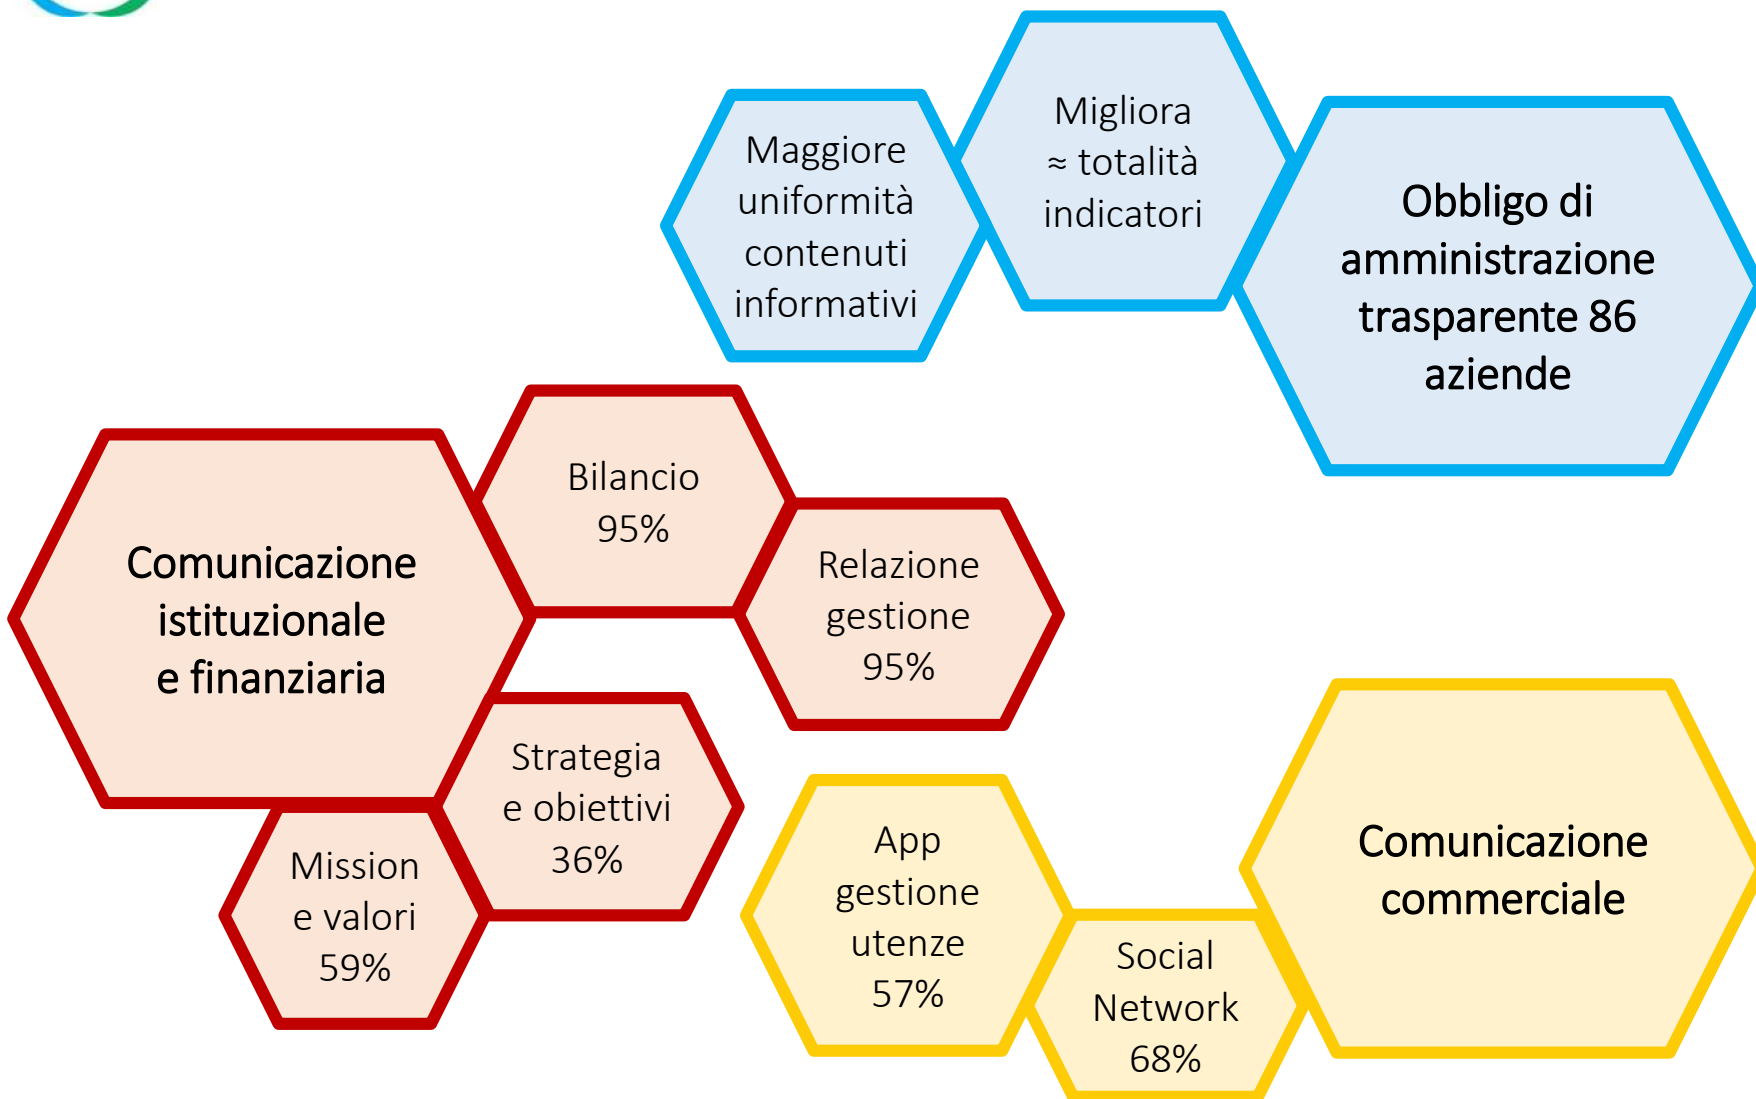 Maggiore
uniformità
contenuti
informativi
Migliora
≈ totalità
indicatori
Obbligo di
amministrazione
trasparente 86
aziende
Comunicazione
istituzionale
e finanziaria
Bilancio
95%
Relazione
gestione
95%
Strategia
e obiettivi
36%
Mission
e valori
59%
App
gestione
utenze
57%
Social
Network
68%
Comunicazione
commerciale